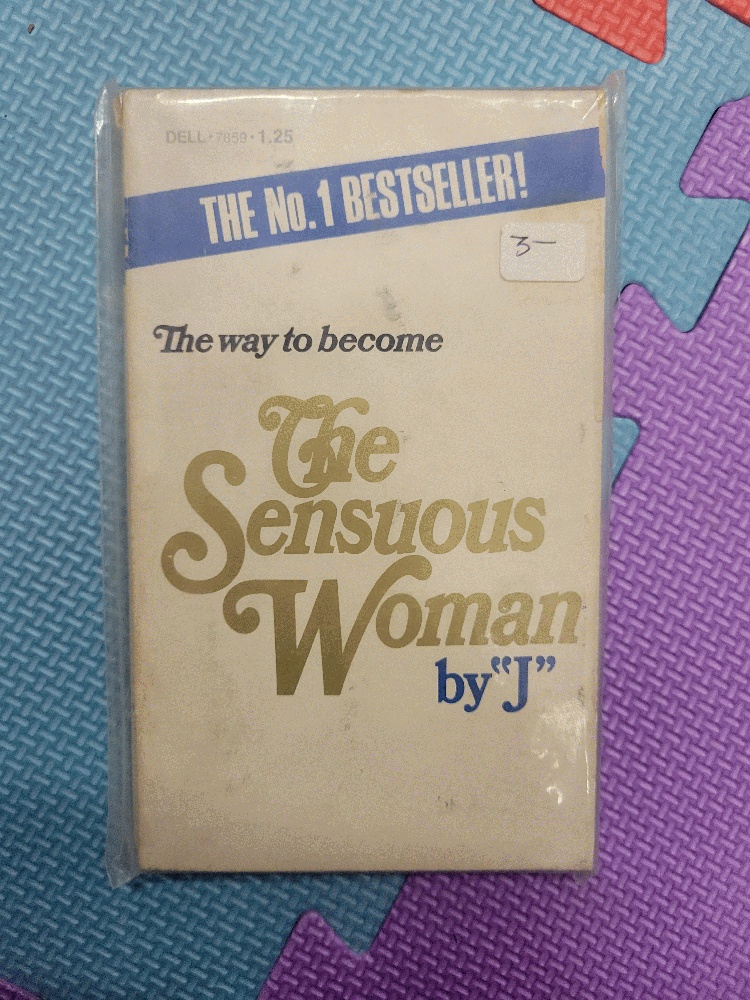 DELL • 7859 • 1.25
THE No. 1 BESTSELLER!
3—
The way to become
The
Sensuous
Woman
by "J"